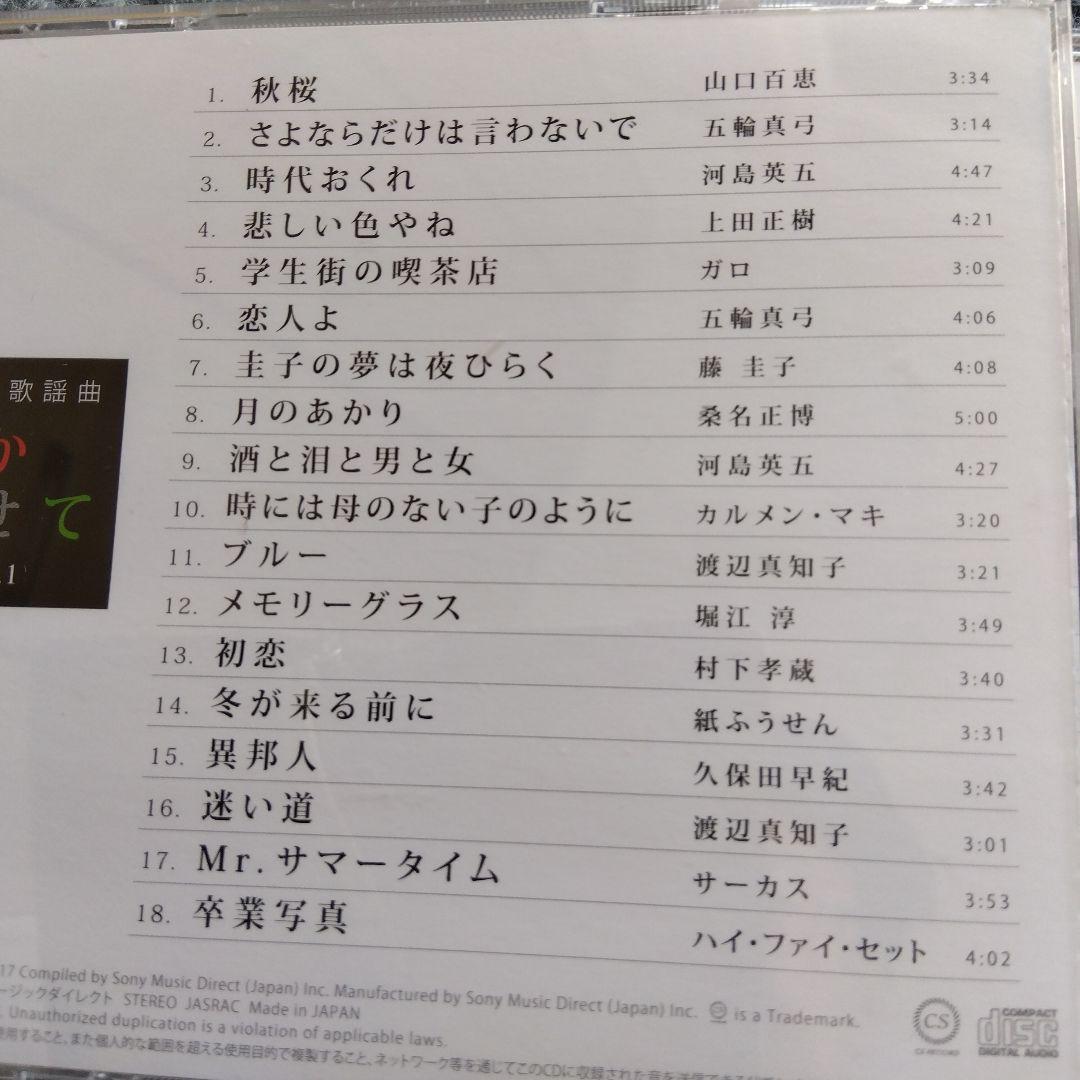 1. 秋桜 山口百恵 3:34
2. さよならだけは言わないで 五輪真弓 3:14
3. 時代おくれ 河島英五 4:47
4. 悲しい色やね 上田正樹 4:21
5. 学生街の喫茶店 ガロ 3:09
6. 恋人よ 五輪真弓 4:06
7. 圭子の夢は夜ひらく 藤 圭子 4:08
8. 月のあかり 桑名正博 5:00
9. 酒と泪と男と女 河島英五 4:27
10. 時には母のない子のように カルメン・マキ 3:20
11. ブルー 渡辺真知子 3:21
12. メモリーグラス 堀江 淳 3:49
13. 初恋 村下孝蔵 3:40
14. 冬が来る前に 紙ふうせん 3:31
15. 異邦人 久保田早紀 3:42
16. 迷い道 渡辺真知子 3:01
17. Mr.サマータイム サーカス 3:53
18. 卒業写真 ハイ・ファイ・セット 4:02
歌謡曲
か
せて
.1
17 Compiled by Sony Music Direct (Japan) Inc. Manufactured by Sony Music Direct (Japan) Inc. is a Trademark.
ージックダイレクト STEREO JASRAC Made in JAPAN
. Unauthorized duplication is a violation of applicable laws.
使用すること、また個人的な範囲を超える使用目的で複製すること、ネットワーク等を通じてこのCDに収録された音を送信できる
CS
COMPACT
disc
DIGITAL AUDIO